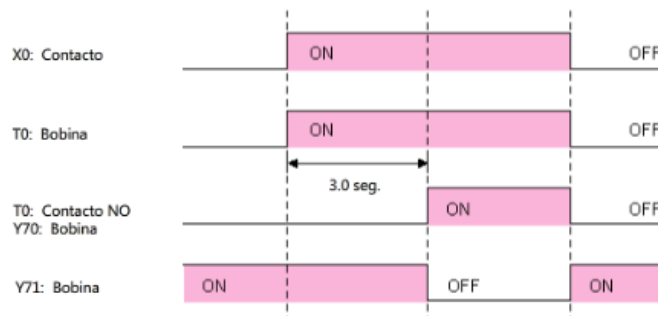 X0: Contacto ON OFF
T0: Bobina ON OFF
3.0 seg.
T0: Contacto NO ON OFF
Y70: Bobina
Y71: Bobina ON OFF ON